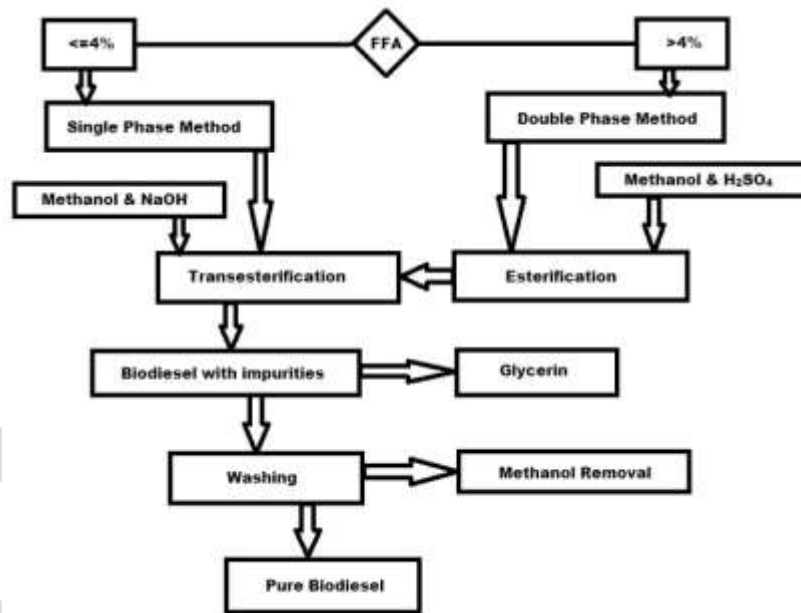 <=4%
FFA
>4%
Single Phase Method
Double Phase Method
Methanol & NaOH
Methanol & H₂SO₄
Transesterification
Esterification
Biodiesel with impurities
Glycerin
Washing
Methanol Removal
Pure Biodiesel